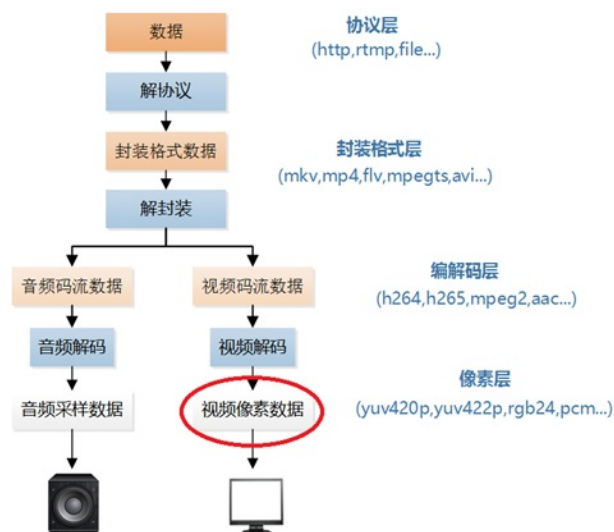 数据
协议层
(http,rtmp,file...)
解协议
封装格式数据
封装格式层
(mkv,mp4,flv,mpegts,avi...)
解封装
音频码流数据
视频码流数据
编解码层
(h264,h265,mpeg2,aac...)
音频解码
视频解码
音频采样数据
视频像素数据
像素层
(yuv420p,yuv422p,rgb24,pcm...)